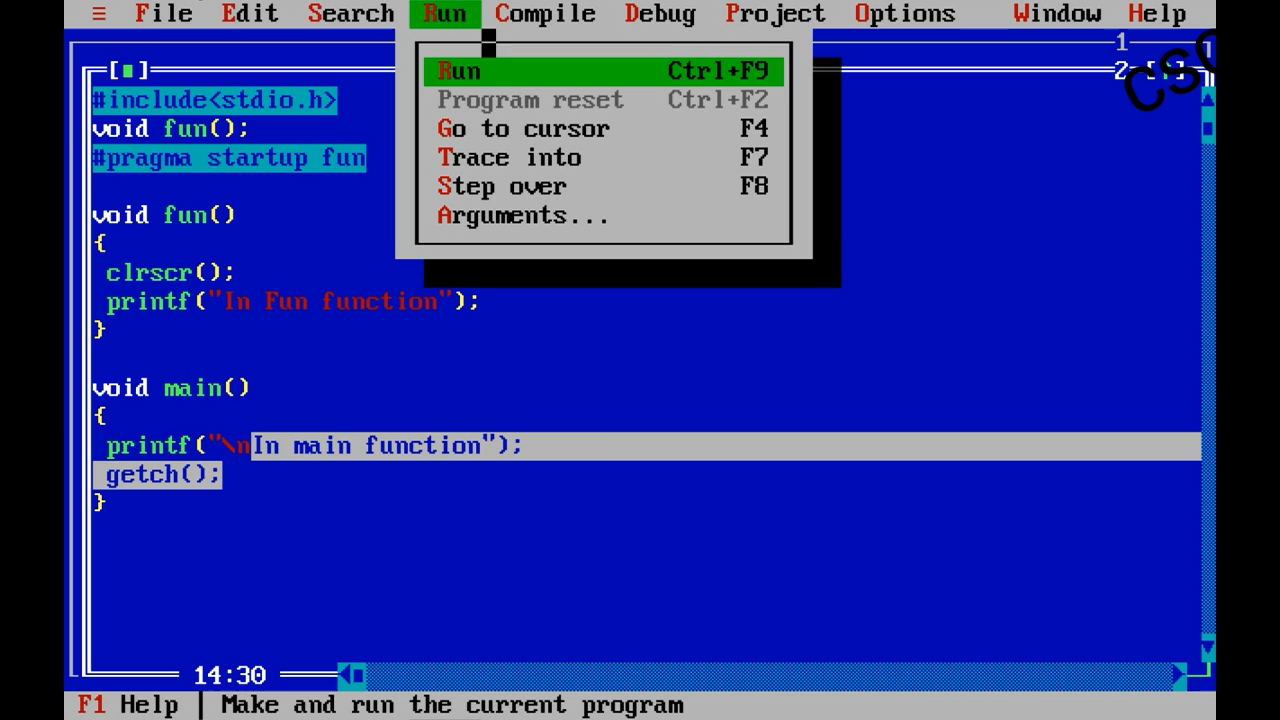 ≡ File Edit Search Run Compile Debug Project Options Window Help
1
Run Ctrl+F9
Program reset Ctrl+F2
Go to cursor F4
Trace into F7
Step over F8
Arguments...
2
#include<stdio.h>
void fun();
#pragma startup fun
void fun()
{
clrscr();
printf("In Fun function");
}
void main()
{
printf("\nIn main function");
getch();
}
14:30
F1 Help | Make and run the current program